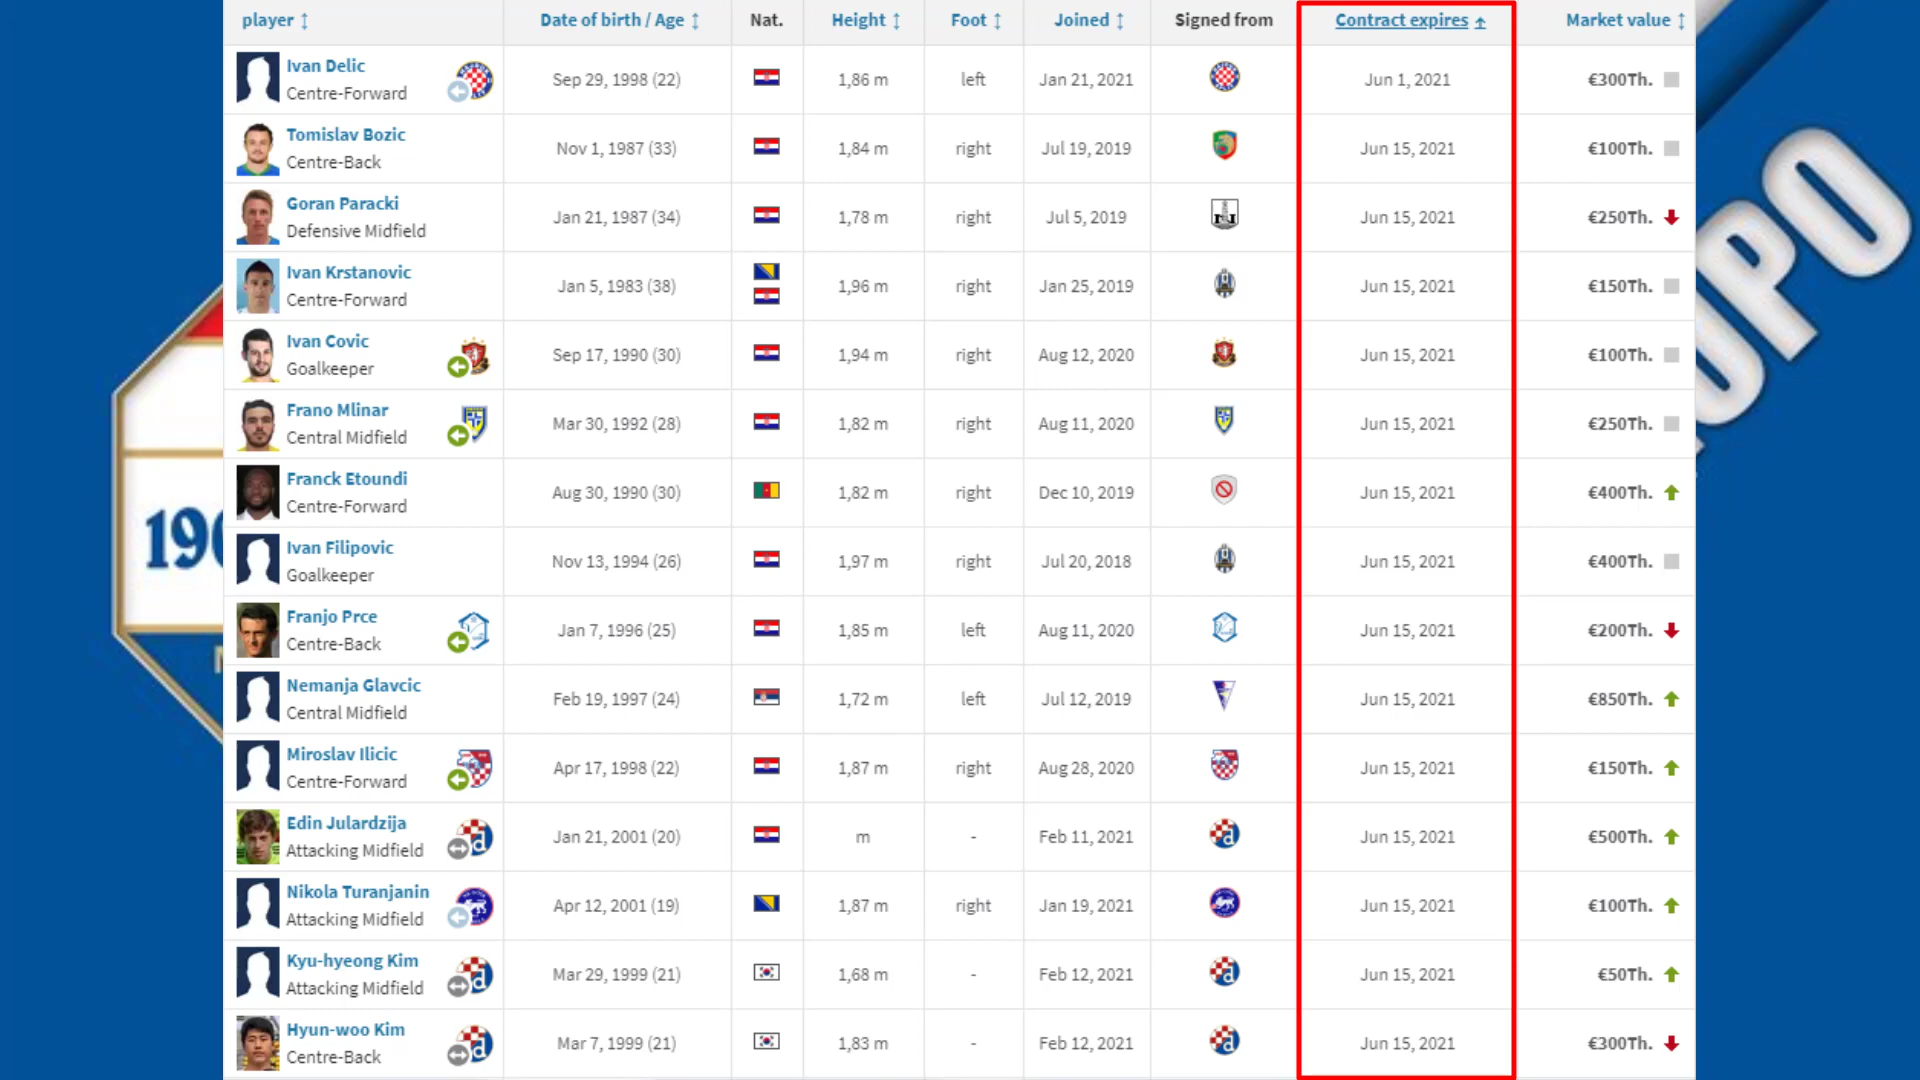 player Date of birth / Age Nat. Height Foot Joined Signed from Contract expires Market value
Ivan Delic
Centre-Forward
Sep 29, 1998 (22) 1,86 m left Jan 21, 2021 Jun 1, 2021 €300Th.
Tomislav Bozic
Centre-Back
Nov 1, 1987 (33) 1,84 m right Jul 19, 2019 Jun 15, 2021 €100Th.
Goran Paracki
Defensive Midfield
Jan 21, 1987 (34) 1,78 m right Jul 5, 2019 Jun 15, 2021 €250Th.
Ivan Krstanovic
Centre-Forward
Jan 5, 1983 (38) 1,96 m right Jan 25, 2019 Jun 15, 2021 €150Th.
Ivan Covic
Goalkeeper
Sep 17, 1990 (30) 1,94 m right Aug 12, 2020 Jun 15, 2021 €100Th.
Frano Mlinar
Central Midfield
Mar 30, 1992 (28) 1,82 m right Aug 11, 2020 Jun 15, 2021 €250Th.
Franck Etoundi
Centre-Forward
Aug 30, 1990 (30) 1,82 m right Dec 10, 2019 Jun 15, 2021 €400Th.
Ivan Filipovic
Goalkeeper
Nov 13, 1994 (26) 1,97 m right Jul 20, 2018 Jun 15, 2021 €400Th.
Franjo Prce
Centre-Back
Jan 7, 1996 (25) 1,85 m left Aug 11, 2020 Jun 15, 2021 €200Th.
Nemanja Glavcic
Central Midfield
Feb 19, 1997 (24) 1,72 m left Jul 12, 2019 Jun 15, 2021 €850Th.
Miroslav Ilicic
Centre-Forward
Apr 17, 1998 (22) 1,87 m right Aug 28, 2020 Jun 15, 2021 €150Th.
Edin Julardzija
Attacking Midfield
Jan 21, 2001 (20) m - Feb 11, 2021 Jun 15, 2021 €500Th.
Nikola Turanjanin
Attacking Midfield
Apr 12, 2001 (19) 1,87 m right Jan 19, 2021 Jun 15, 2021 €100Th.
Kyu-hyeong Kim
Attacking Midfield
Mar 29, 1999 (21) 1,68 m - Feb 12, 2021 Jun 15, 2021 €50Th.
Hyun-woo Kim
Centre-Back
Mar 7, 1999 (21) 1,83 m - Feb 12, 2021 Jun 15, 2021 €300Th.